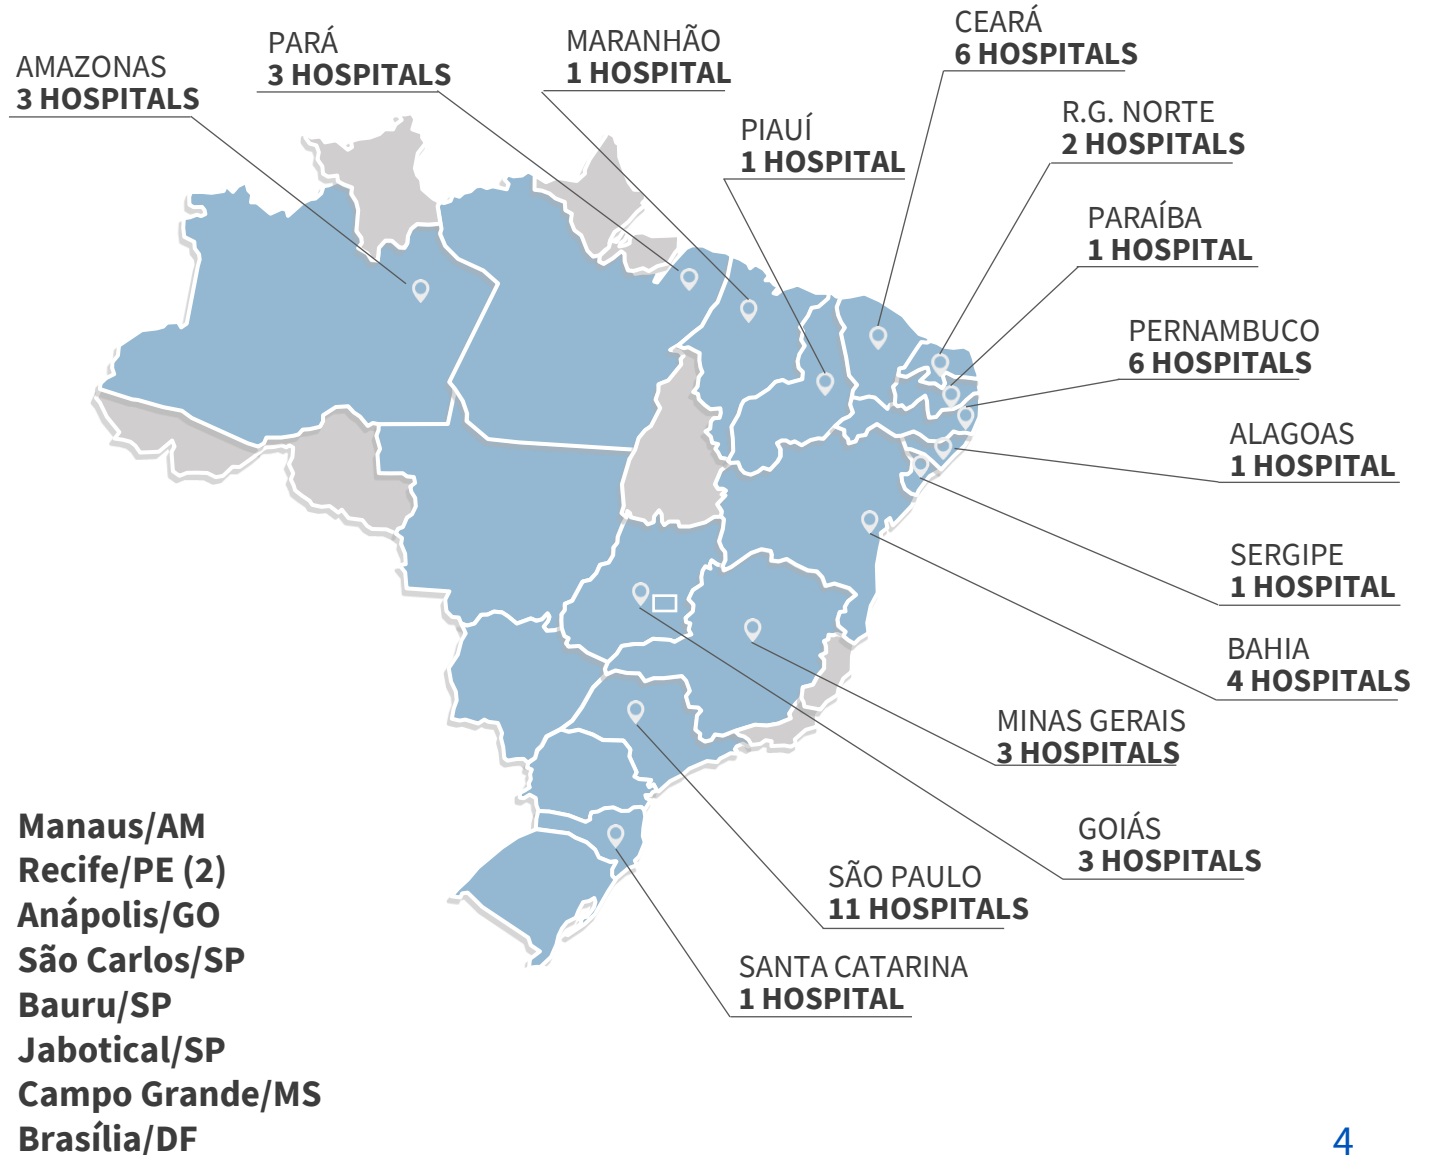 CEARÁ
6 HOSPITALS
PARÁ
3 HOSPITALS
MARANHÃO
1 HOSPITAL
AMAZONAS
3 HOSPITALS
R.G. NORTE
2 HOSPITALS
PIAUÍ
1 HOSPITAL
PARAÍBA
1 HOSPITAL
PERNAMBUCO
6 HOSPITALS
ALAGOAS
1 HOSPITAL
SERGIPE
1 HOSPITAL
BAHIA
4 HOSPITALS
MINAS GERAIS
3 HOSPITALS
GOIÁS
3 HOSPITALS
SÃO PAULO
11 HOSPITALS
SANTA CATARINA
1 HOSPITAL
Manaus/AM
Recife/PE (2)
Anápolis/GO
São Carlos/SP
Bauru/SP
Jabotical/SP
Campo Grande/MS
Brasília/DF
4